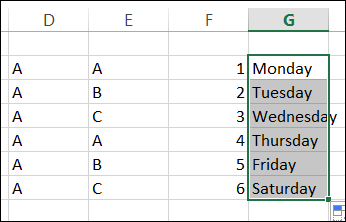 D E F G
A A 1 Monday
A B 2 Tuesday
A C 3 Wednesday
A A 4 Thursday
A B 5 Friday
A C 6 Saturday